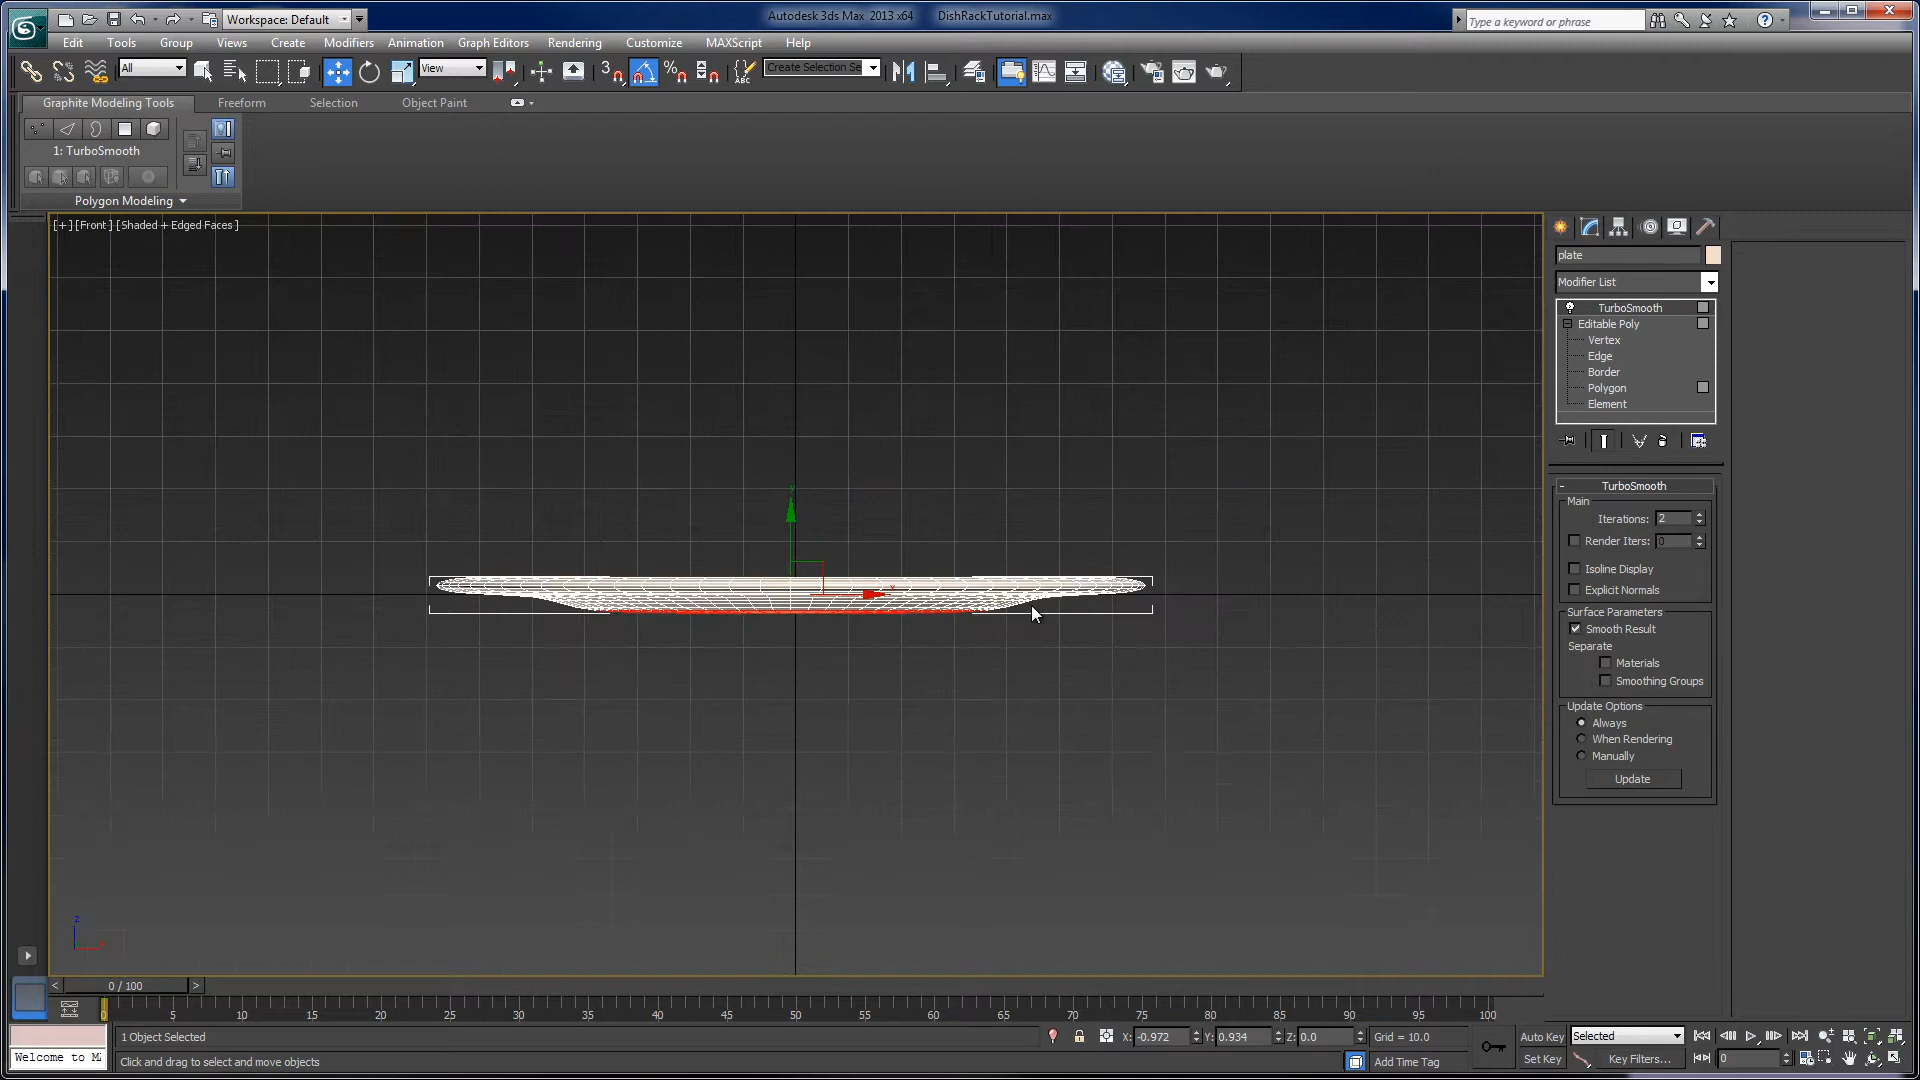 Workspace: Default
Autodesk 3ds Max 2013 x64 DishRackTutorial.max
Type a keyword or phrase
Edit Tools Group Views Create Modifiers Animation Graph Editors Rendering Customize MAXScript Help
All View Create Selection Se
Graphite Modeling Tools Freeform Selection Object Paint
1: TurboSmooth
Polygon Modeling
[+] [Front ] [Shaded + Edged Faces ]
plate
Modifier List
TurboSmooth
Editable Poly
Vertex
Edge
Border
Polygon
Element
TurboSmooth
Main
Iterations: 2
Render Iters: 0
Isoline Display
Explicit Normals
Surface Parameters
Smooth Result
Separate
Materials
Smoothing Groups
Update Options
Always
When Rendering
Manually
Update
y
x
z
< 0 / 100 >
0 5 10 15 20 25 30 35 40 45 50 55 60 65 70 75 80 85 90 95 100
1 Object Selected X: -0.972 Y: 0.934 Z: 0.0 Grid = 10.0 Auto Key Selected
Welcome to M Click and drag to select and move objects Add Time Tag Set Key Key Filters... 0